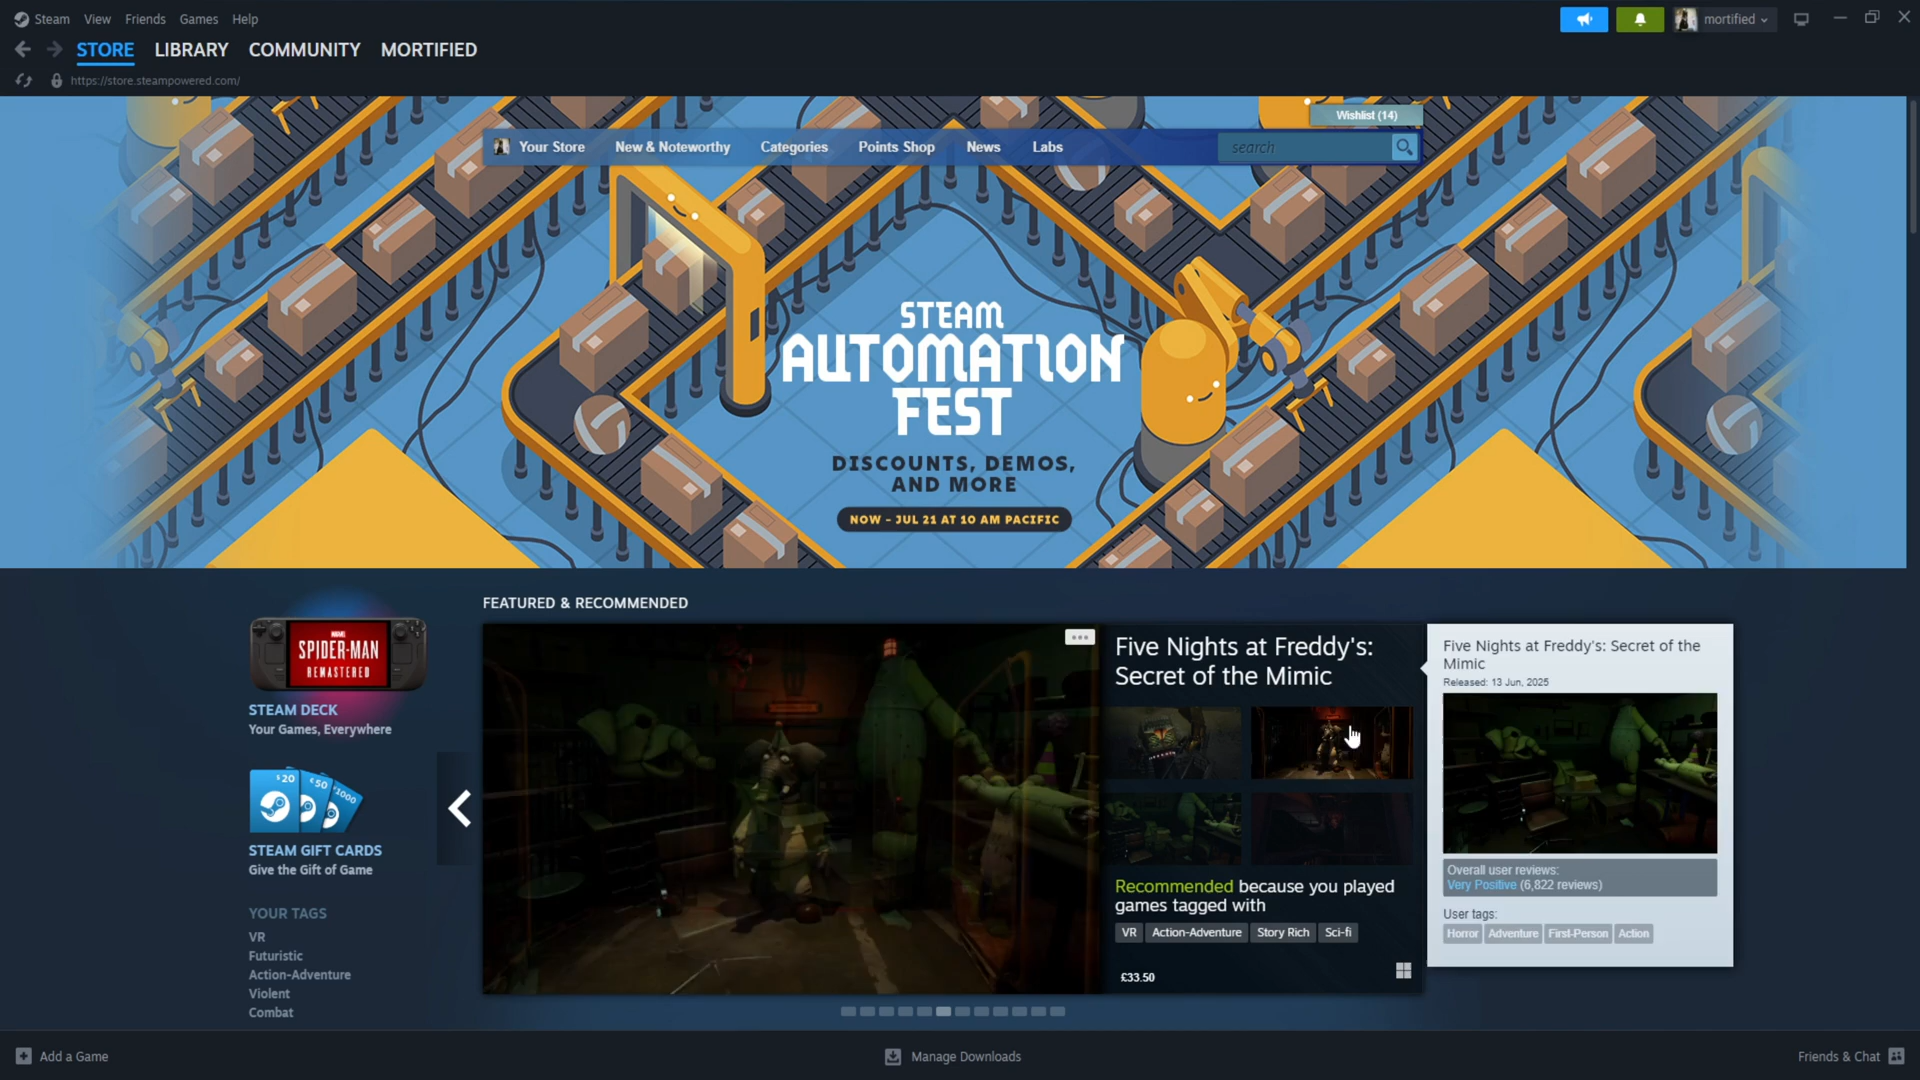 Steam View Friends Games Help
mortified
STORE LIBRARY COMMUNITY MORTIFIED
https://store.steampowered.com/
Wishlist (14)
Your Store New & Noteworthy Categories Points Shop News Labs search
STEAM
AUTOMATION
FEST
DISCOUNTS, DEMOS,
AND MORE
NOW - JUL 21 AT 10 AM PACIFIC
FEATURED & RECOMMENDED
MARVEL
SPIDER-MAN
REMASTERED
STEAM DECK
Your Games, Everywhere
$20 €50 1000
STEAM GIFT CARDS
Give the Gift of Game
YOUR TAGS
VR
Futuristic
Action-Adventure
Violent
Combat
Five Nights at Freddy's:
Secret of the Mimic
Recommended because you played
games tagged with
VR Action-Adventure Story Rich Sci-fi
£33.50
Five Nights at Freddy's: Secret of the
Mimic
Released: 13 Jun, 2025
Overall user reviews:
Very Positive (6,822 reviews)
User tags:
Horror Adventure First-Person Action
Add a Game
Manage Downloads
Friends & Chat